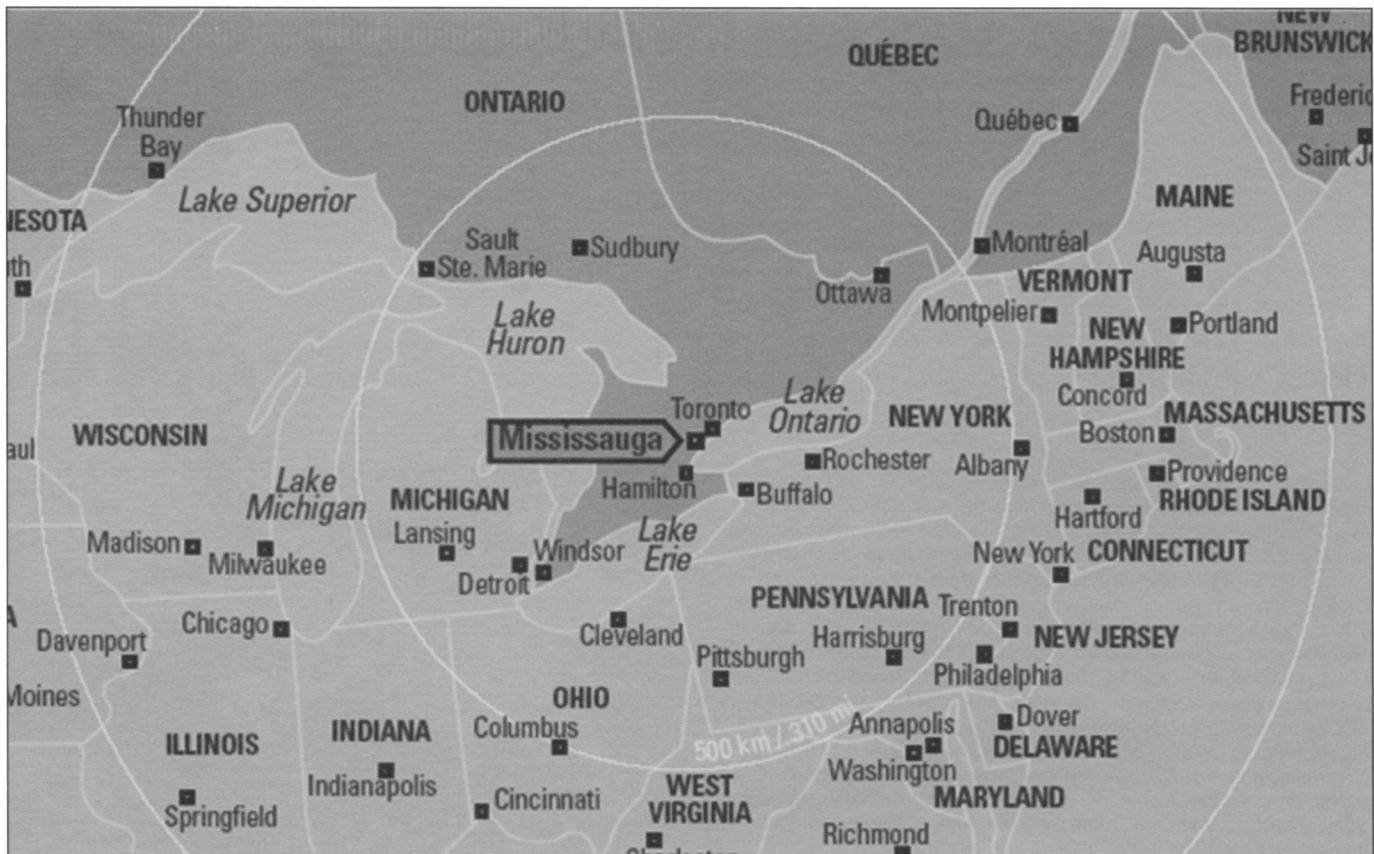 NEW
BRUNSWICK
QUÉBEC
ONTARIO
Thunder
Bay
Québec
Frederic
Saint J
Lake Superior
MAINE
NESOTA
Sault
Ste. Marie
Sudbury
Montréal
Augusta
th
Ottawa
VERMONT
Montpelier
Lake
Huron
NEW
HAMPSHIRE
Portland
Concord
Toronto
Lake
Ontario
NEW YORK
MASSACHUSETTS
WISCONSIN
Mississauga
Boston
aul
Albany
Rochester
Providence
RHODE ISLAND
Lake
Michigan
MICHIGAN
Hamilton
Buffalo
Hartford
Lansing
Lake
Erie
Madison
Milwaukee
Windsor
Detroit
New York
CONNECTICUT
PENNSYLVANIA
Trenton
A
Chicago
Cleveland
Harrisburg
NEW JERSEY
Davenport
Pittsburgh
Philadelphia
Moines
OHIO
500 km / 310 mi
Annapolis
Dover
ILLINOIS
INDIANA
Columbus
DELAWARE
Washington
Indianapolis
WEST
VIRGINIA
MARYLAND
Springfield
Cincinnati
Richmond
Charleston